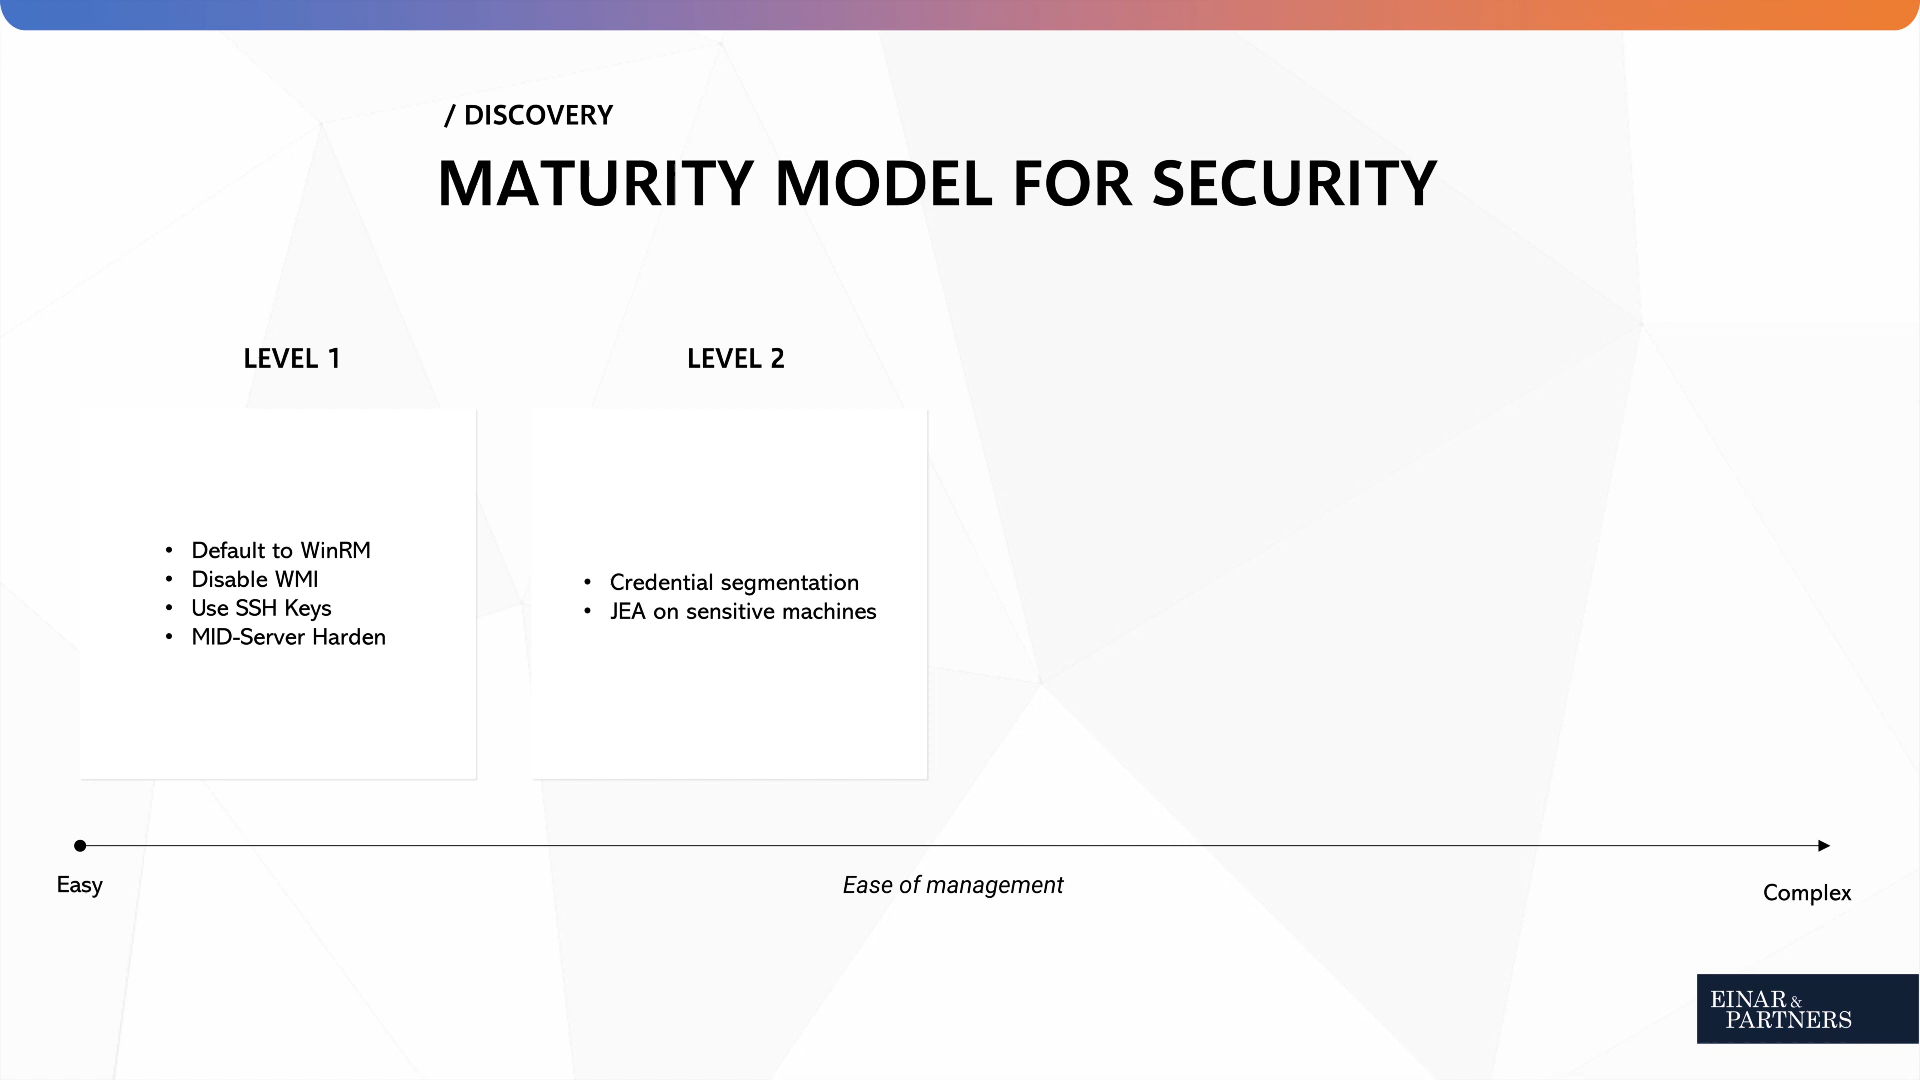 / DISCOVERY
MATURITY MODEL FOR SECURITY
LEVEL 1
• Default to WinRM
• Disable WMI
• Use SSH Keys
• MID-Server Harden
LEVEL 2
• Credential segmentation
• JEA on sensitive machines
Easy
Ease of management
Complex
EINAR &
PARTNERS